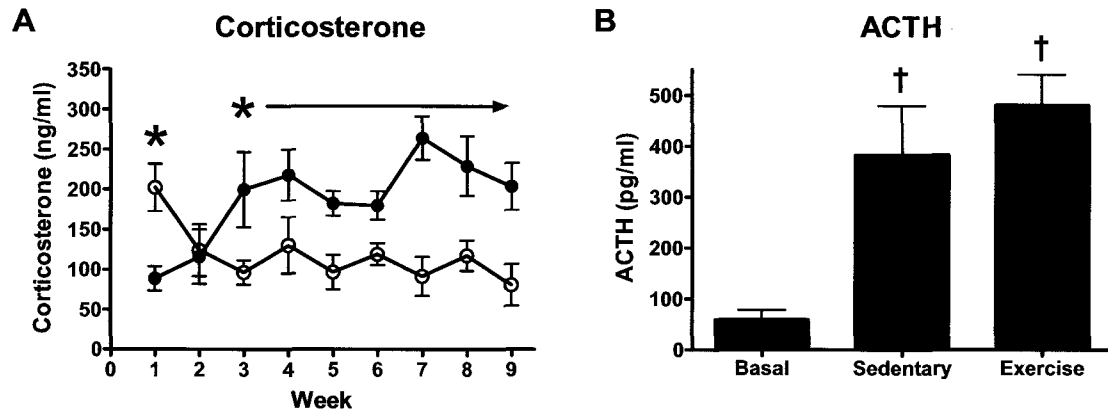 A
Corticosterone
Corticosterone (ng/ml)
350
300
250
200
150
100
50
0
*
*
0 1 2 3 4 5 6 7 8 9
Week
B
ACTH
ACTH (pg/ml)
500
400
300
200
100
0
†
†
Basal Sedentary Exercise